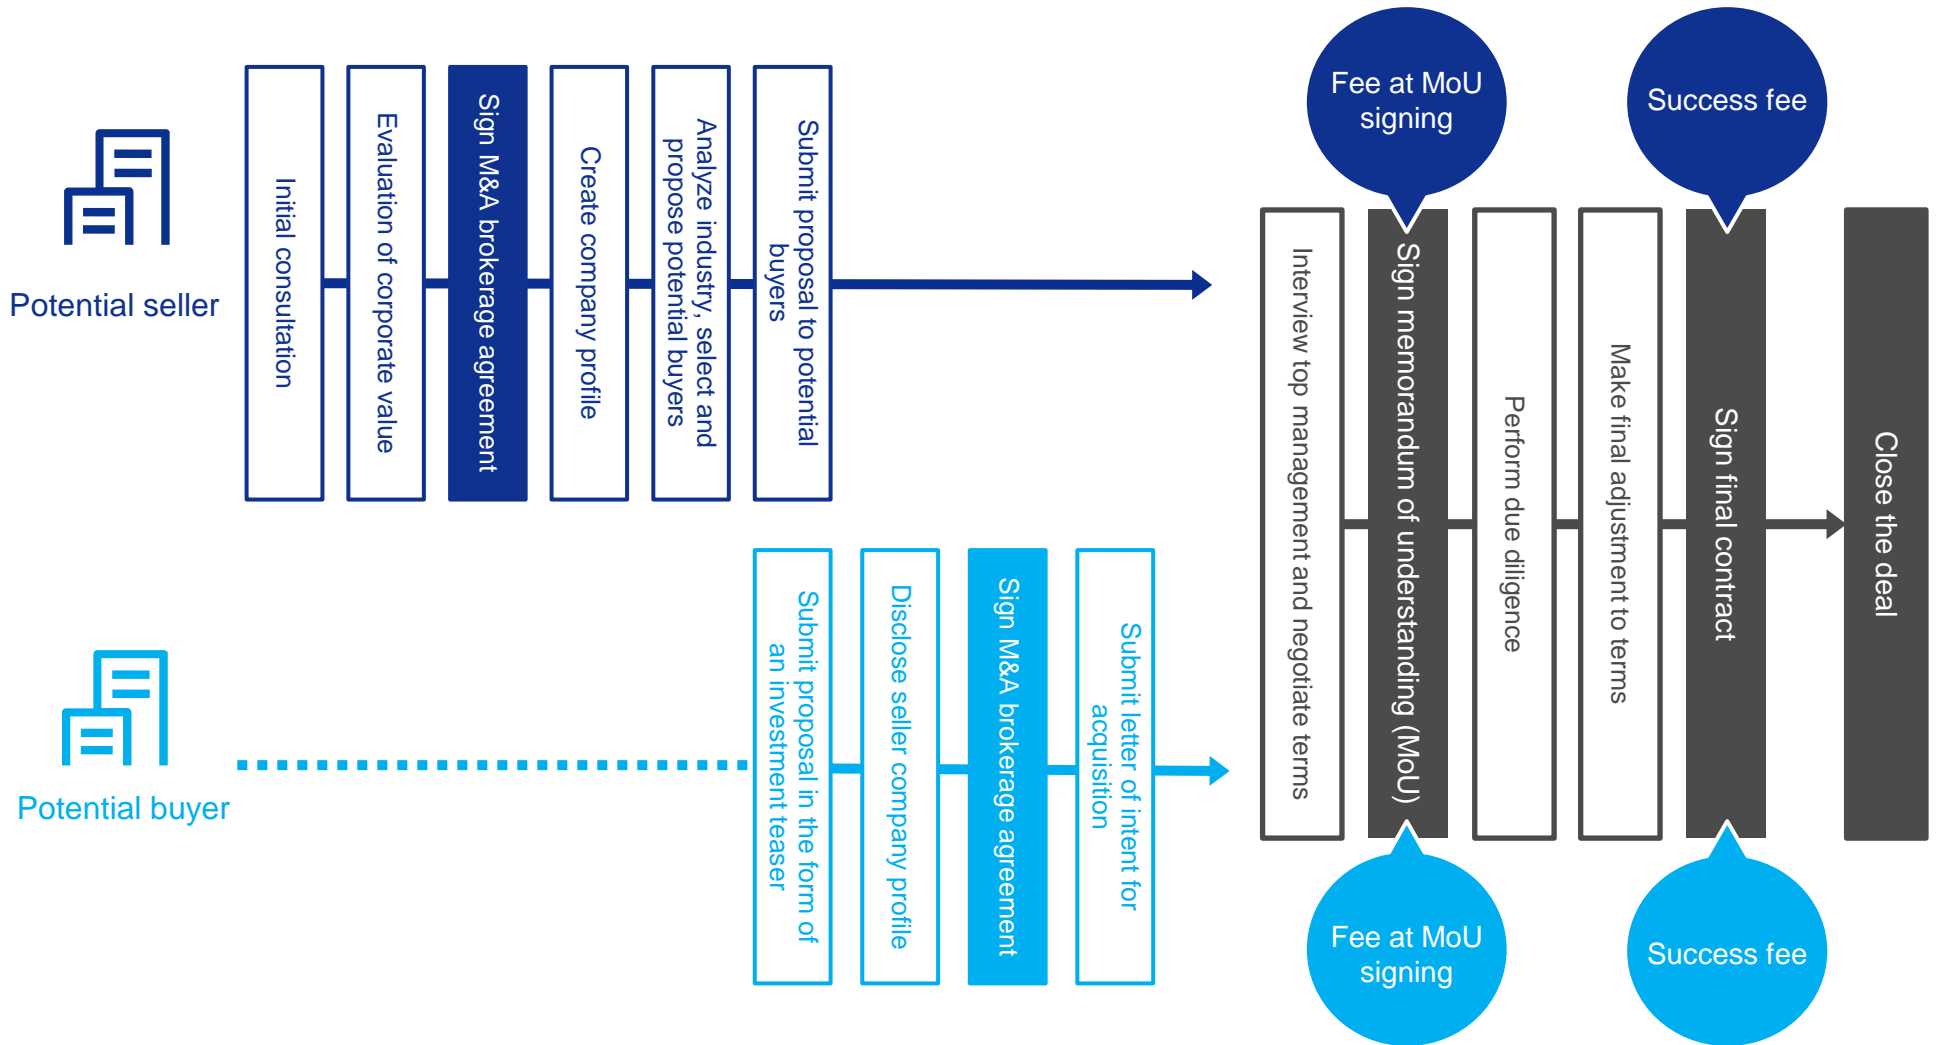 Potential seller
Initial consultation
Evaluation of corporate value
Sign M&A brokerage agreement
Create company profile
Analyze industry, select and
propose potential buyers
Submit proposal to potential
buyers
Potential buyer
Submit proposal in the form of
an investment teaser
Disclose seller company profile
Sign M&A brokerage agreement
Submit letter of intent for
acquisition
Fee at MoU
signing
Success fee
Interview top management and negotiate terms
Sign memorandum of understanding (MoU)
Perform due diligence
Make final adjustment to terms
Sign final contract
Close the deal
Fee at MoU
signing
Success fee